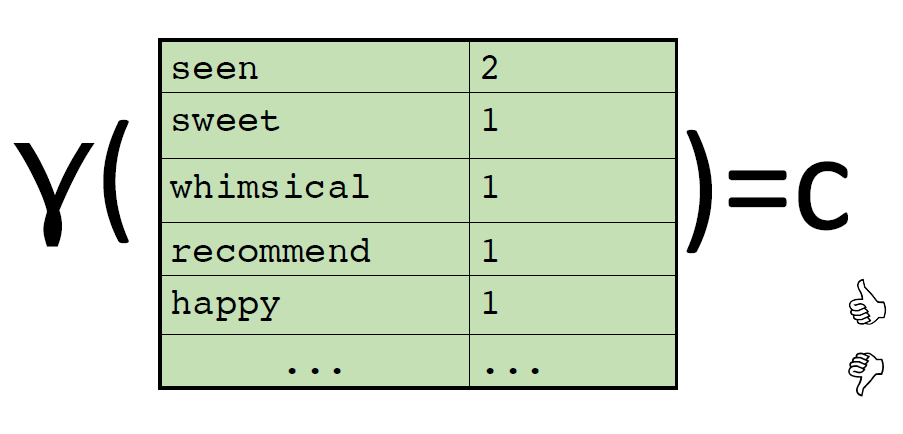 seen 2
sweet 1
γ( whimsical 1 )=c
recommend 1
happy 1
... ...